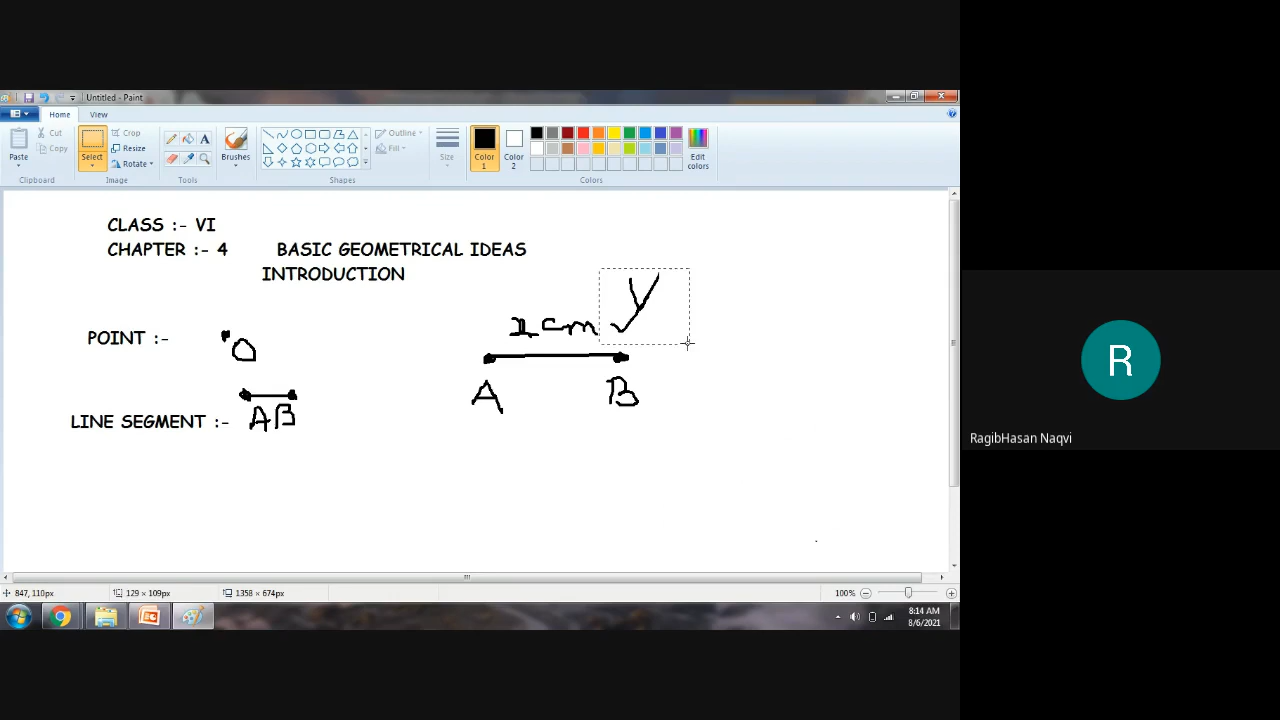 Untitled - Paint
Home View
Paste Cut Copy Select Crop Resize Rotate A Brushes Outline Fill Size Color 1 Color 2 Edit colors
Clipboard Image Tools Shapes Colors
CLASS :- VI
CHAPTER :- 4 BASIC GEOMETRICAL IDEAS
INTRODUCTION
y
cm
POINT :-
O
A B
LINE SEGMENT :- AB
R
RagibHasan Naqvi
847, 110px 129 × 109px 1358 × 674px 100%
8:14 AM
8/6/2021